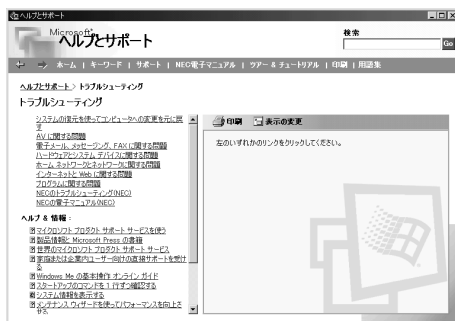 ヘルプとサポート
Microsoft
ヘルプとサポート
検索
Go
ホーム | キーワード | サポート | NEC電子マニュアル | ツアー & チュートリアル | 印刷 | 用語集
ヘルプとサポート > トラブルシューティング
トラブルシューティング
システムの復元を使ってコンピュータへの変更を元に戻
す
AV に関する問題
電子メール、メッセージング、FAX に関する問題
ハードウェアとシステム デバイスに関する問題
ホーム ネットワークとネットワークに関する問題
インターネットと Web に関する問題
プログラムに関する問題
NECのトラブルシューティング(NEC)
NECの電子マニュアル(NEC)
ヘルプ & 情報 :
マイクロソフト プロダクト サポート サービスを使う
製品情報と Microsoft Press の書籍
世界のマイクロソフト プロダクト サポート サービス
家庭または企業内ユーザー向けの直接サポートを受け
る
Windows Me の基本操作 オンライン ガイド
スタートアップのコマンドを 1 行ずつ確認する
システム情報を表示する
メンテナンス ウィザードを使ってパフォーマンスを向上さ
せる
印刷 表示の変更
左のいずれかのリンクをクリックしてください。